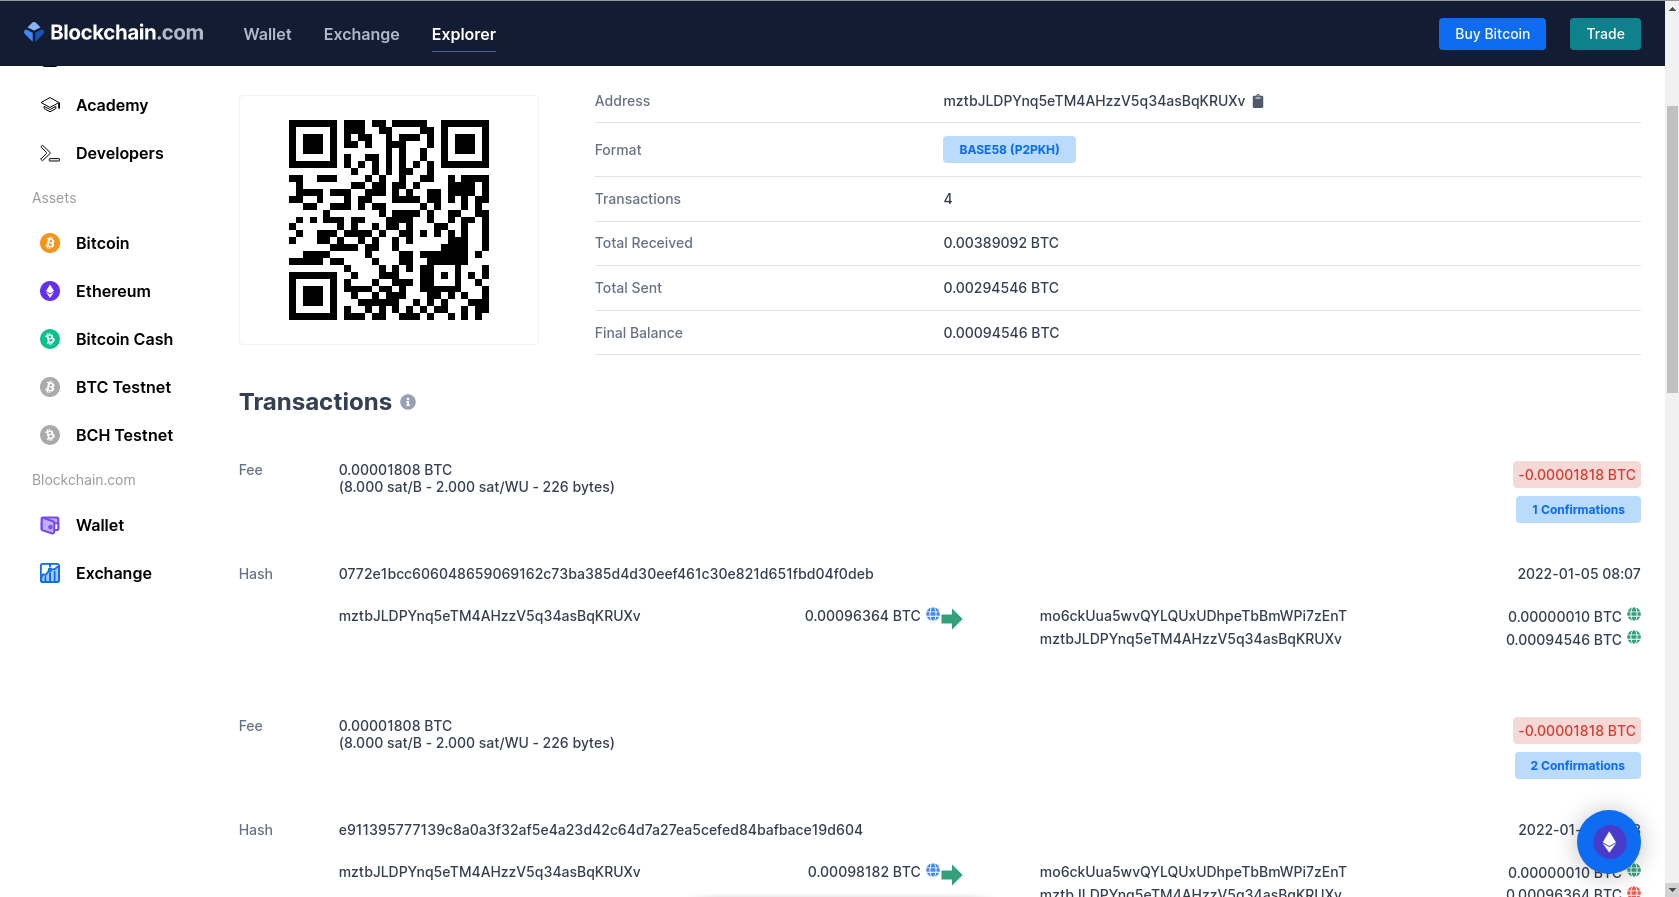 Blockchain.com Wallet Exchange Explorer Buy Bitcoin Trade
Academy
Developers
Assets
Bitcoin
Ethereum
Bitcoin Cash
BTC Testnet
BCH Testnet
Blockchain.com
Wallet
Exchange
Address mztbJLDPYnq5eTM4AHzzV5q34asBqKRUXv
Format BASE58 (P2PKH)
Transactions 4
Total Received 0.00389092 BTC
Total Sent 0.00294546 BTC
Final Balance 0.00094546 BTC
Transactions
Fee 0.00001808 BTC -0.00001818 BTC
(8.000 sat/B - 2.000 sat/WU - 226 bytes)
1 Confirmations
Hash 0772e1bcc606048659069162c73ba385d4d30eef461c30e821d651fbd04f0deb 2022-01-05 08:07
mztbJLDPYnq5eTM4AHzzV5q34asBqKRUXv 0.00096364 BTC mo6ckUua5wvQYLQUxUDhpeTbBmWPi7zEnT 0.00000010 BTC
mztbJLDPYnq5eTM4AHzzV5q34asBqKRUXv 0.00094546 BTC
Fee 0.00001808 BTC -0.00001818 BTC
(8.000 sat/B - 2.000 sat/WU - 226 bytes)
2 Confirmations
Hash e911395777139c8a0a3f32af5e4a23d42c64d7a27ea5cefed84bafbace19d604 2022-01-
mztbJLDPYnq5eTM4AHzzV5q34asBqKRUXv 0.00098182 BTC mo6ckUua5wvQYLQUxUDhpeTbBmWPi7zEnT 0.00000010 BTC
mztbJLDPYnq5eTM4AHzzV5q34asBqKRUXv 0.00096364 BTC